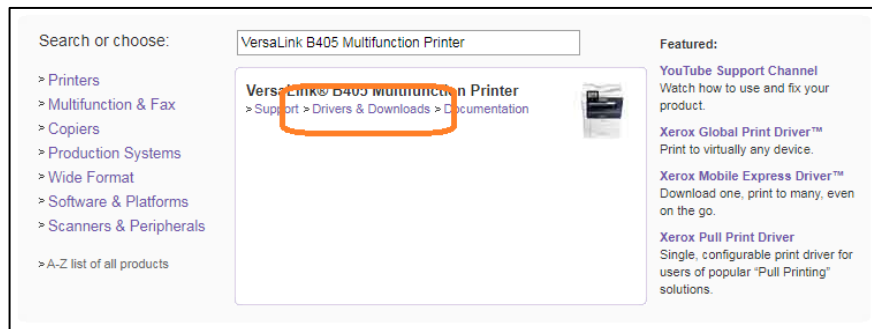 Search or choose:
> Printers
> Multifunction & Fax
> Copiers
> Production Systems
> Wide Format
> Software & Platforms
> Scanners & Peripherals
> A-Z list of all products
VersaLink B405 Multifunction Printer
VersaLink® B405 Multifunction Printer
> Support > Drivers & Downloads > Documentation
Featured:
YouTube Support Channel
Watch how to use and fix your
product.
Xerox Global Print Driver™
Print to virtually any device.
Xerox Mobile Express Driver™
Download one, print to many, even
on the go.
Xerox Pull Print Driver
Single, configurable print driver for
users of popular “Pull Printing”
solutions.